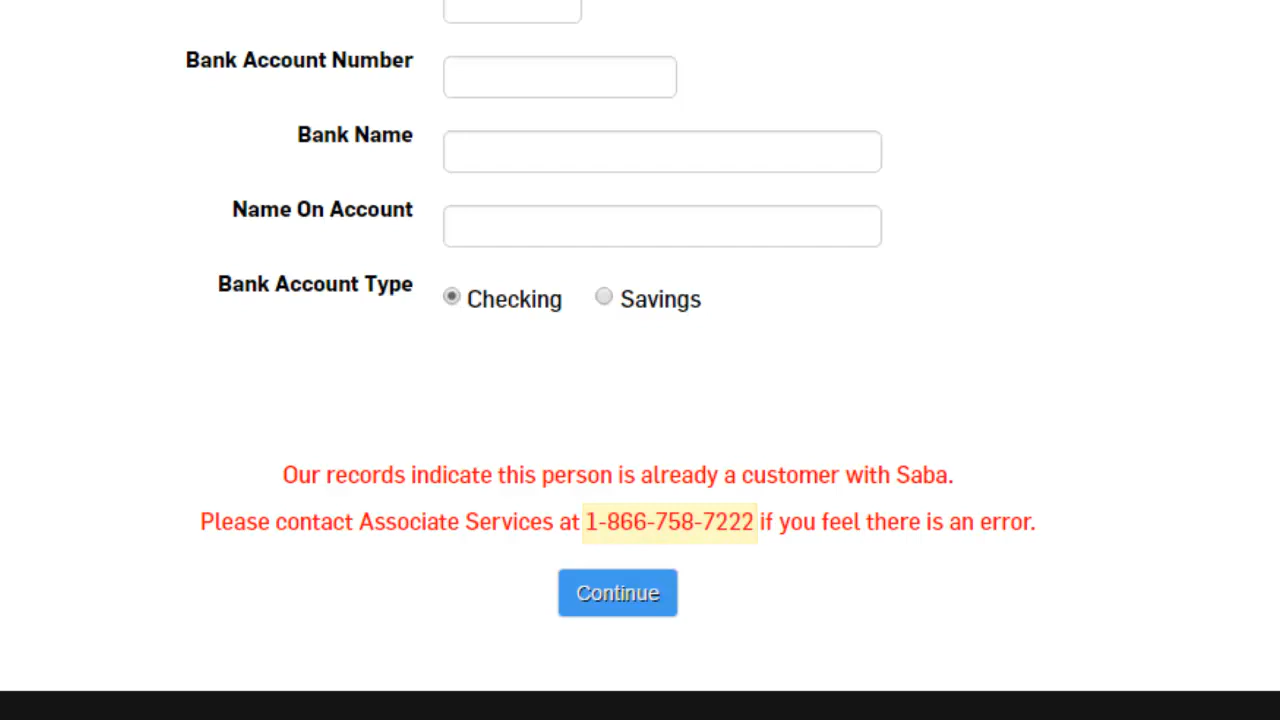 Bank Account Number
Bank Name
Name On Account
Bank Account Type
Checking Savings
Our records indicate this person is already a customer with Saba.
Please contact Associate Services at 1-866-758-7222 if you feel there is an error.
Continue